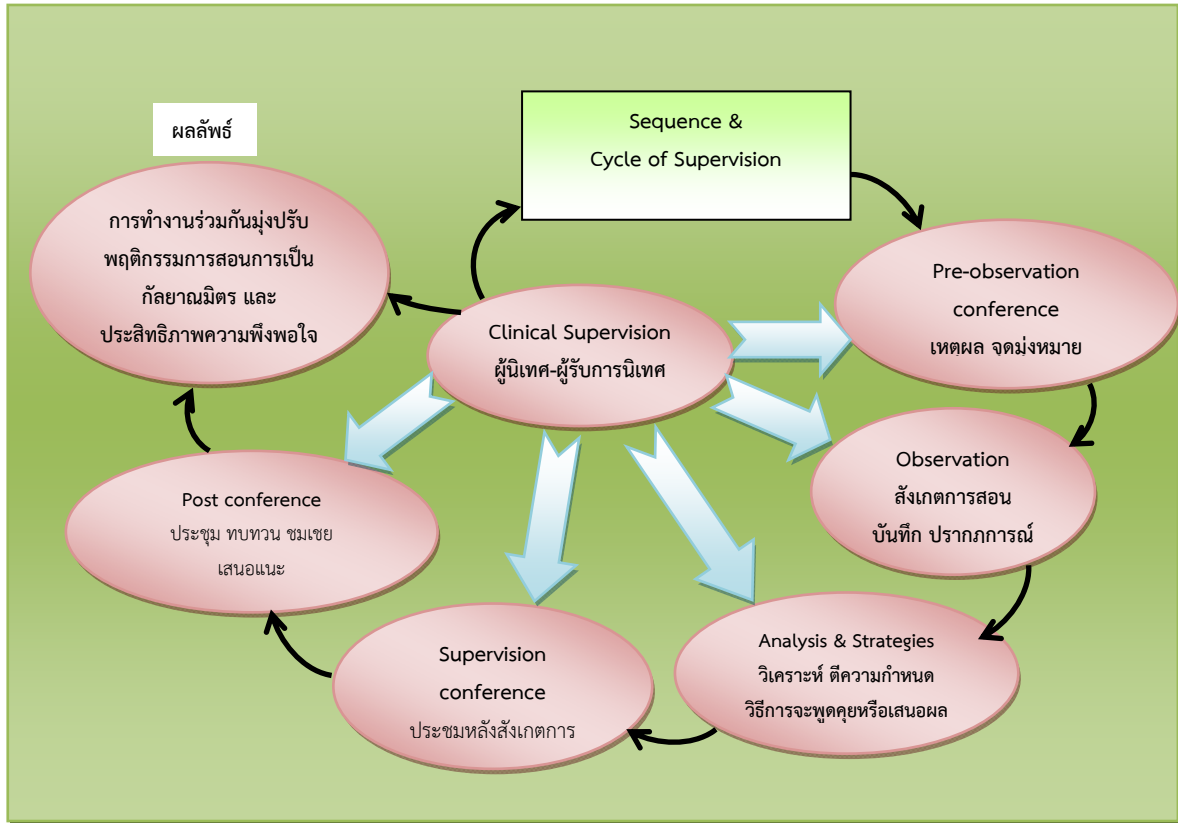 ผลลัพธ์
การทำงานร่วมกันมุ่งปรับ
พฤติกรรมการสอนการเป็น
กัลยาณมิตร และ
ประสิทธิภาพความพึงพอใจ
Sequence &
Cycle of Supervision
Clinical Supervision
ผู้นิเทศ-ผู้รับการนิเทศ
Pre-observation
conference
เหตุผล จุดมุ่งหมาย
Observation
สังเกตการสอน
บันทึก ปรากฏการณ์
Analysis & Strategies
วิเคราะห์ ตีความกำหนด
วิธีการจะพูดคุยหรือเสนอผล
Supervision
conference
ประชุมหลังสังเกตการ
Post conference
ประชุม ทบทวน ชมเชย
เสนอแนะ